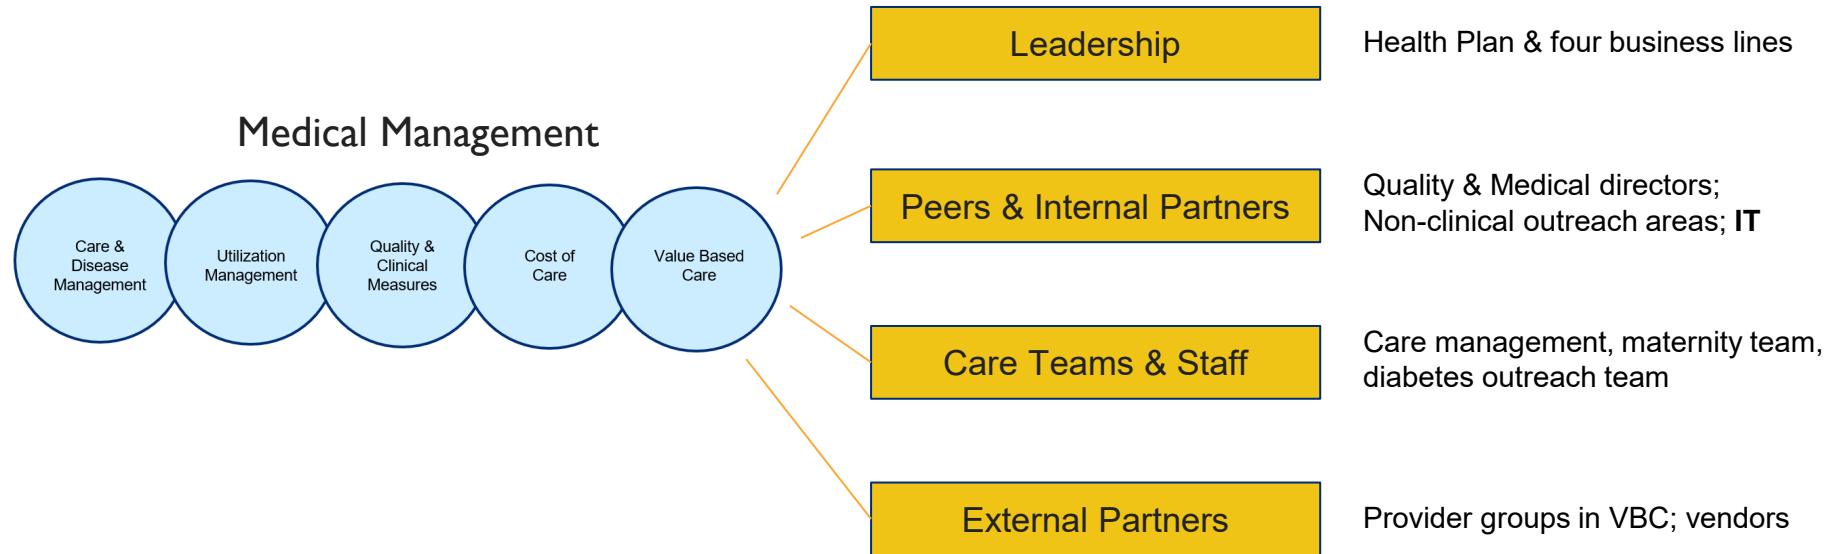 Medical Management
Care &
Disease
Management
Utilization
Management
Quality &
Clinical
Measures
Cost of
Care
Value Based
Care
Leadership
Health Plan & four business lines
Peers & Internal Partners
Quality & Medical directors;
Non-clinical outreach areas; IT
Care Teams & Staff
Care management, maternity team,
diabetes outreach team
External Partners
Provider groups in VBC; vendors